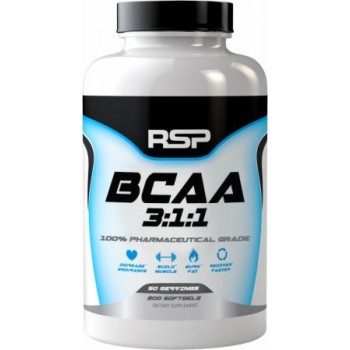 RSP
BCAA
3:1:1
100% PHARMACEUTICAL GRADE
INCREASE ENDURANCE
BUILD MUSCLE
BURN FAT
RECOVER FASTER
50 SERVINGS
200 SOFTGELS
DIETARY SUPPLEMENT